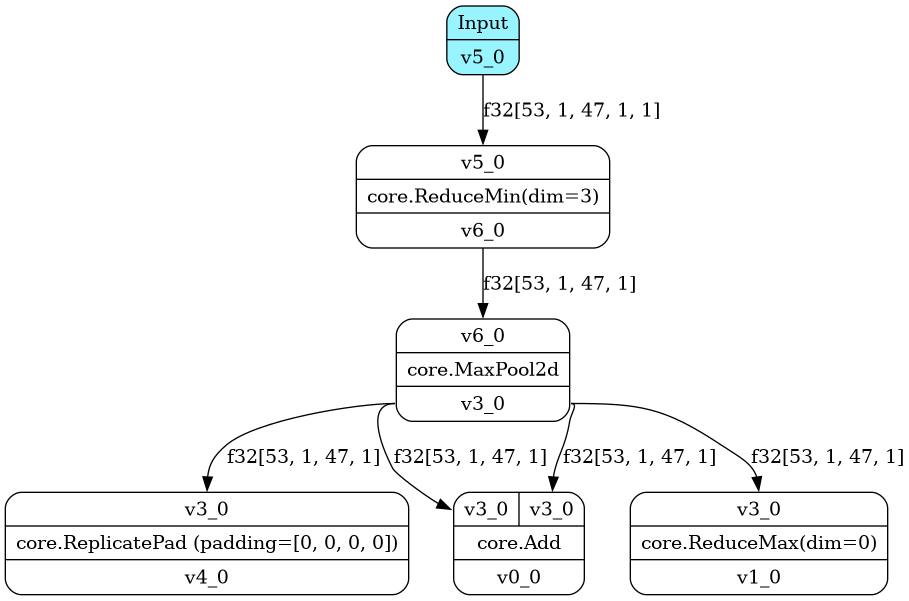 Input
v5_0
f32[53, 1, 47, 1, 1]
v5_0
core.ReduceMin(dim=3)
v6_0
f32[53, 1, 47, 1]
v6_0
core.MaxPool2d
v3_0
f32[53, 1, 47, 1]
f32[53, 1, 47, 1]
f32[53, 1, 47, 1]
f32[53, 1, 47, 1]
v3_0
core.ReplicatePad (padding=[0, 0, 0, 0])
v4_0
v3_0
v3_0
core.Add
v0_0
v3_0
core.ReduceMax(dim=0)
v1_0